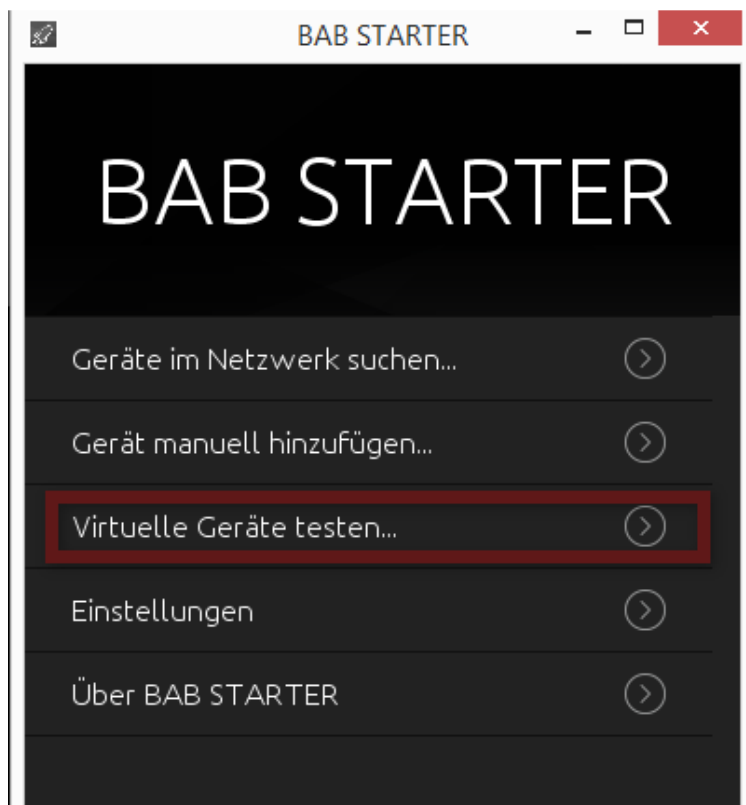 BAB STARTER
BAB STARTER
Geräte im Netzwerk suchen...
Gerät manuell hinzufügen...
Virtuelle Geräte testen...
Einstellungen
Über BAB STARTER